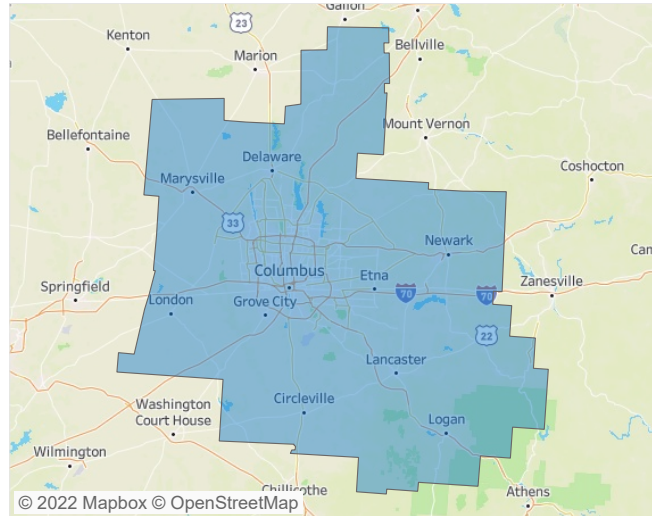 Galion
23
Kenton
Bellville
Marion
Bellefontaine
Mount Vernon
Delaware
Coshocton
Marysville
33
Newark
Columbus
Etna
Springfield
70
70
Zanesville
London
Grove City
22
Lancaster
Washington
Court House
Circleville
Logan
Wilmington
Chillicothe
Athens
© 2022 Mapbox © OpenStreetMap